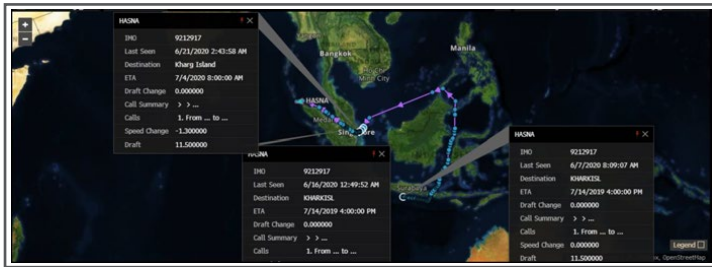 HASNA
IMO 9212917
Last Seen 6/21/2020 2:43:58 AM
Destination Kharg Island
ETA 7/4/2020 8:00:00 AM
Draft Change 0.000000
Call Summary > > ...
Calls 1. From ... to ...
Speed Change -1.300000
Draft 11.500000
+
−
Bangkok
Manila
City
HASNA
HASNA
IMO 9212917
Last Seen 6/16/2020 12:49:52 AM
Destination KHARKISL
ETA 7/14/2019 4:00:00 PM
Draft Change 0.000000
Call Summary > > ...
Calls 1. From ... to ...
Surabaya
HASNA
IMO 9212917
Last Seen 6/7/2020 8:09:07 AM
Destination KHARKISL
ETA 7/14/2019 4:00:00 PM
Draft Change 0.000000
Call Summary > > ...
Calls 1. From ... to ...
Speed Change 0.000000
Draft 11.500000
Legend
OpenStreetMap